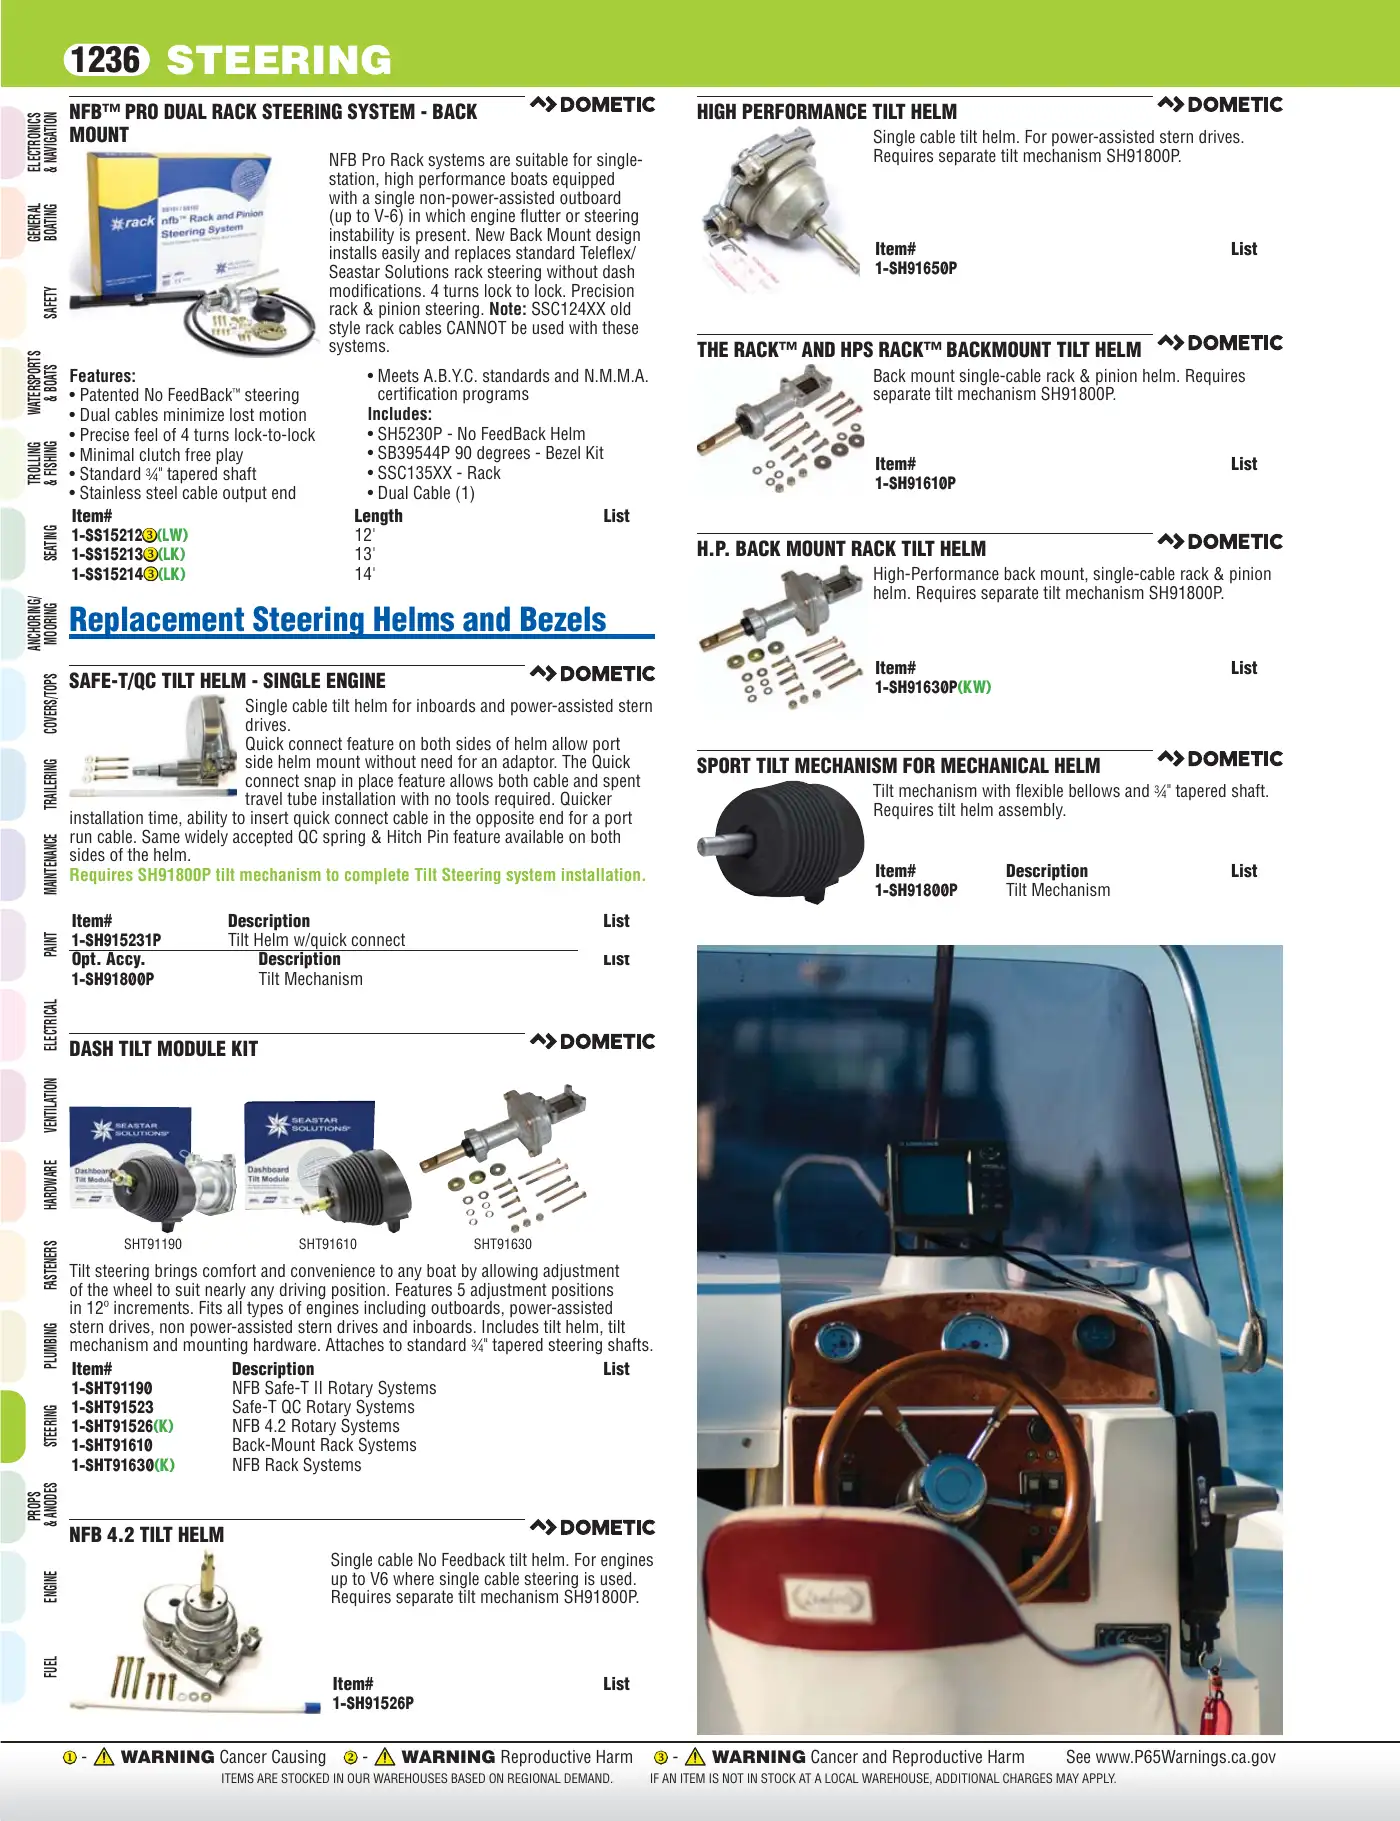 1236 STEERING
ELECTRONICS
& NAVIGATION
GENERAL
BOATING
SAFETY
WATERSPORTS
& BOATS
TROLLING
& FISHING
SEATING
ANCHORING/
MOORING
COVERS/TOPS
TRAILERING
MAINTENANCE
PAINT
ELECTRICAL
VENTILATION
HARDWARE
FASTENERS
PLUMBING
STEERING
PROPS
& ANODES
ENGINE
FUEL
NFB™ PRO DUAL RACK STEERING SYSTEM - BACK
MOUNT
DOMETIC
rack
nfb™ Rack and Pinion
Steering System
NFB Pro Rack systems are suitable for single-
station, high performance boats equipped
with a single non-power-assisted outboard
(up to V-6) in which engine flutter or steering
instability is present. New Back Mount design
installs easily and replaces standard Teleflex/
Seastar Solutions rack steering without dash
modifications. 4 turns lock to lock. Precision
rack & pinion steering. Note: SSC124XX old
style rack cables CANNOT be used with these
systems.
Features:
• Patented No FeedBack™ steering
• Dual cables minimize lost motion
• Precise feel of 4 turns lock-to-lock
• Minimal clutch free play
• Standard ¾" tapered shaft
• Stainless steel cable output end
• Meets A.B.Y.C. standards and N.M.M.A.
certification programs
Includes:
• SH5230P - No FeedBack Helm
• SB39544P 90 degrees - Bezel Kit
• SSC135XX - Rack
• Dual Cable (1)
Item# Length List
1-SS15212③(LW) 12'
1-SS15213③(LK) 13'
1-SS15214③(LK) 14'
Replacement Steering Helms and Bezels
SAFE-T/QC TILT HELM - SINGLE ENGINE
DOMETIC
Single cable tilt helm for inboards and power-assisted stern
drives.
Quick connect feature on both sides of helm allow port
side helm mount without need for an adaptor. The Quick
connect snap in place feature allows both cable and spent
travel tube installation with no tools required. Quicker
installation time, ability to insert quick connect cable in the opposite end for a port
run cable. Same widely accepted QC spring & Hitch Pin feature available on both
sides of the helm.
Requires SH91800P tilt mechanism to complete Tilt Steering system installation.
Item# Description List
1-SH915231P Tilt Helm w/quick connect
Opt. Accy. Description List
1-SH91800P Tilt Mechanism
DASH TILT MODULE KIT
DOMETIC
SEASTAR
SOLUTIONS
Dashboard
Tilt Module
SEASTAR
SOLUTIONS
Dashboard
Tilt Module
SHT91190 SHT91610 SHT91630
Tilt steering brings comfort and convenience to any boat by allowing adjustment
of the wheel to suit nearly any driving position. Features 5 adjustment positions
in 12º increments. Fits all types of engines including outboards, power-assisted
stern drives, non power-assisted stern drives and inboards. Includes tilt helm, tilt
mechanism and mounting hardware. Attaches to standard ¾" tapered steering shafts.
Item# Description List
1-SHT91190 NFB Safe-T II Rotary Systems
1-SHT91523 Safe-T QC Rotary Systems
1-SHT91526(K) NFB 4.2 Rotary Systems
1-SHT91610 Back-Mount Rack Systems
1-SHT91630(K) NFB Rack Systems
NFB 4.2 TILT HELM
DOMETIC
Single cable No Feedback tilt helm. For engines
up to V6 where single cable steering is used.
Requires separate tilt mechanism SH91800P.
Item# List
1-SH91526P
HIGH PERFORMANCE TILT HELM
DOMETIC
Single cable tilt helm. For power-assisted stern drives.
Requires separate tilt mechanism SH91800P.
Item# List
1-SH91650P
THE RACK™ AND HPS RACK™ BACKMOUNT TILT HELM
DOMETIC
Back mount single-cable rack & pinion helm. Requires
separate tilt mechanism SH91800P.
Item# List
1-SH91610P
H.P. BACK MOUNT RACK TILT HELM
DOMETIC
High-Performance back mount, single-cable rack & pinion
helm. Requires separate tilt mechanism SH91800P.
Item# List
1-SH91630P(KW)
SPORT TILT MECHANISM FOR MECHANICAL HELM
DOMETIC
Tilt mechanism with flexible bellows and ¾" tapered shaft.
Requires tilt helm assembly.
Item# Description List
1-SH91800P Tilt Mechanism
① - WARNING Cancer Causing ② - WARNING Reproductive Harm ③ - WARNING Cancer and Reproductive Harm See www.P65Warnings.ca.gov
ITEMS ARE STOCKED IN OUR WAREHOUSES BASED ON REGIONAL DEMAND. IF AN ITEM IS NOT IN STOCK AT A LOCAL WAREHOUSE, ADDITIONAL CHARGES MAY APPLY.